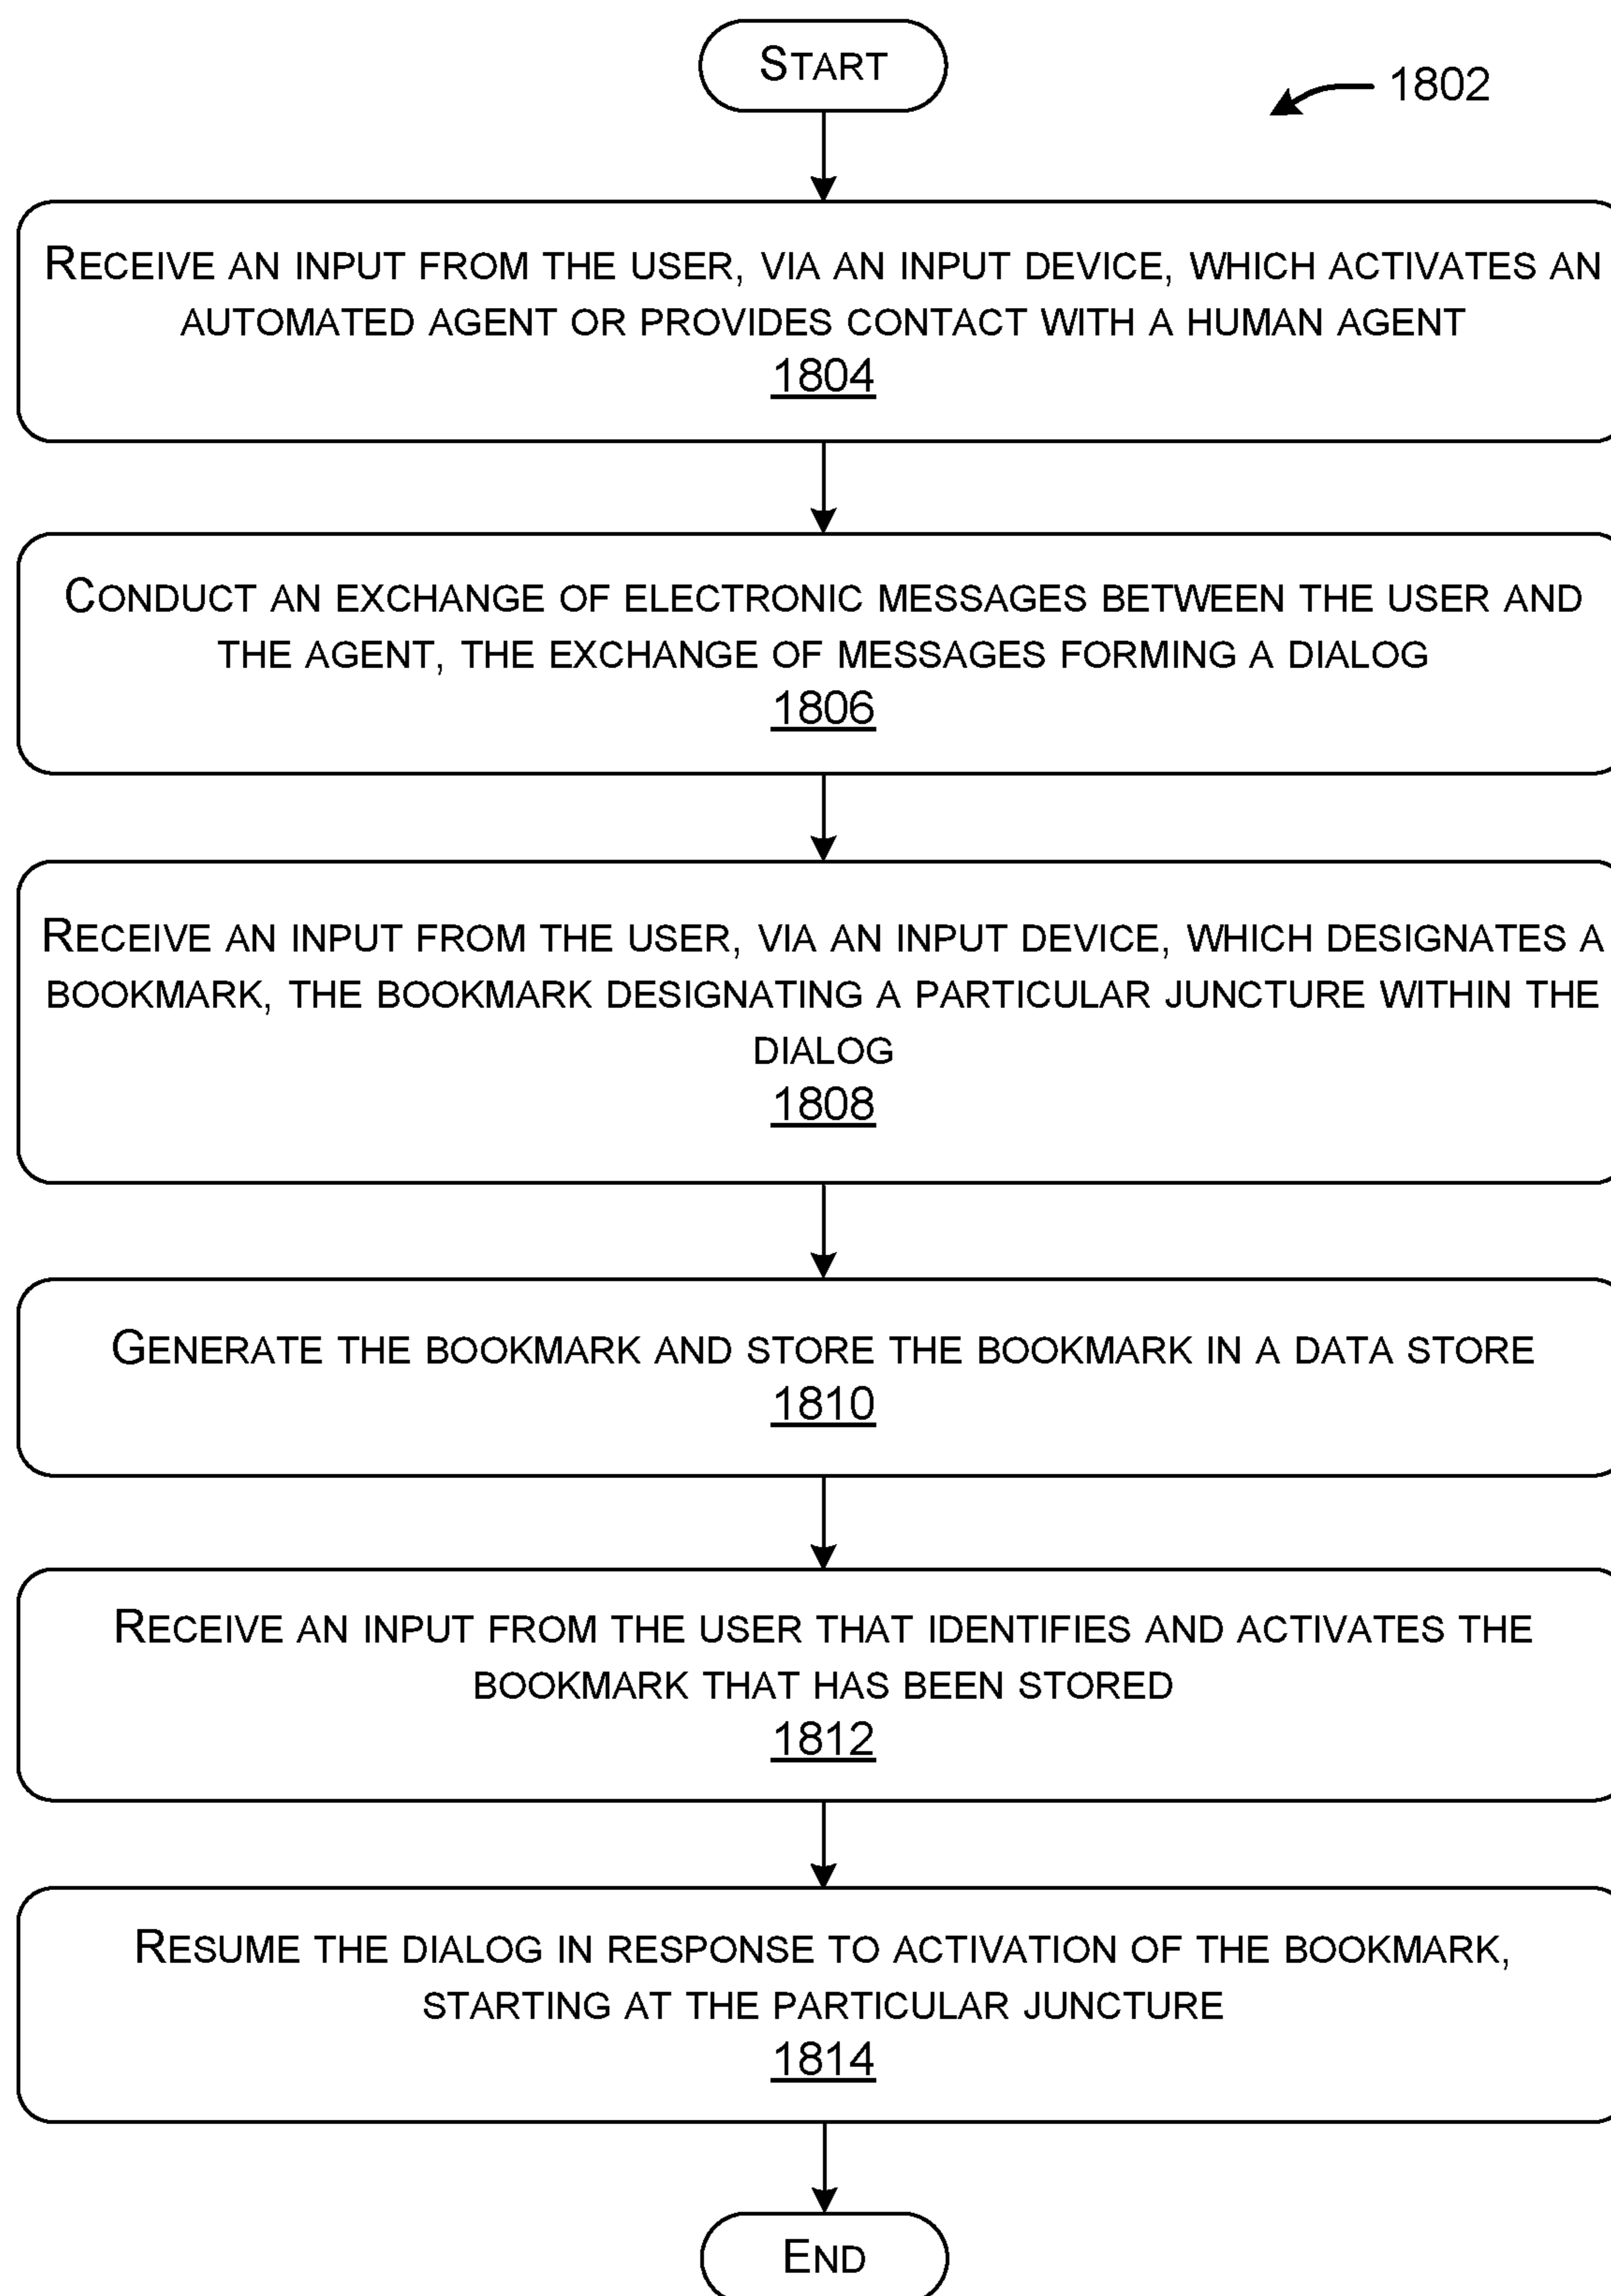 START
1802
RECEIVE AN INPUT FROM THE USER, VIA AN INPUT DEVICE, WHICH ACTIVATES AN
AUTOMATED AGENT OR PROVIDES CONTACT WITH A HUMAN AGENT
1804
CONDUCT AN EXCHANGE OF ELECTRONIC MESSAGES BETWEEN THE USER AND
THE AGENT, THE EXCHANGE OF MESSAGES FORMING A DIALOG
1806
RECEIVE AN INPUT FROM THE USER, VIA AN INPUT DEVICE, WHICH DESIGNATES A
BOOKMARK, THE BOOKMARK DESIGNATING A PARTICULAR JUNCTURE WITHIN THE
DIALOG
1808
GENERATE THE BOOKMARK AND STORE THE BOOKMARK IN A DATA STORE
1810
RECEIVE AN INPUT FROM THE USER THAT IDENTIFIES AND ACTIVATES THE
BOOKMARK THAT HAS BEEN STORED
1812
RESUME THE DIALOG IN RESPONSE TO ACTIVATION OF THE BOOKMARK,
STARTING AT THE PARTICULAR JUNCTURE
1814
END